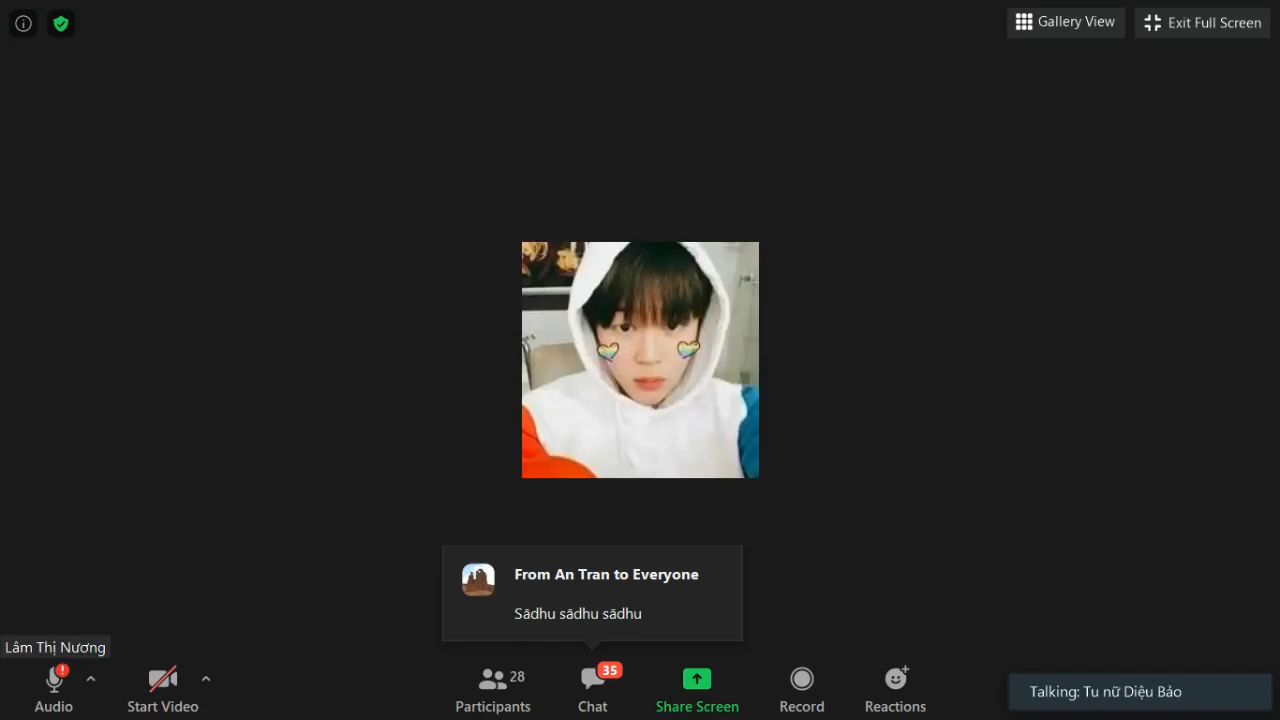 Gallery View
Exit Full Screen
From An Tran to Everyone
Sādhu sādhu sādhu
Lâm Thị Nương
Audio
Start Video
28
Participants
35
Chat
Share Screen
Record
Reactions
Talking: Tu nữ Diệu Bảo